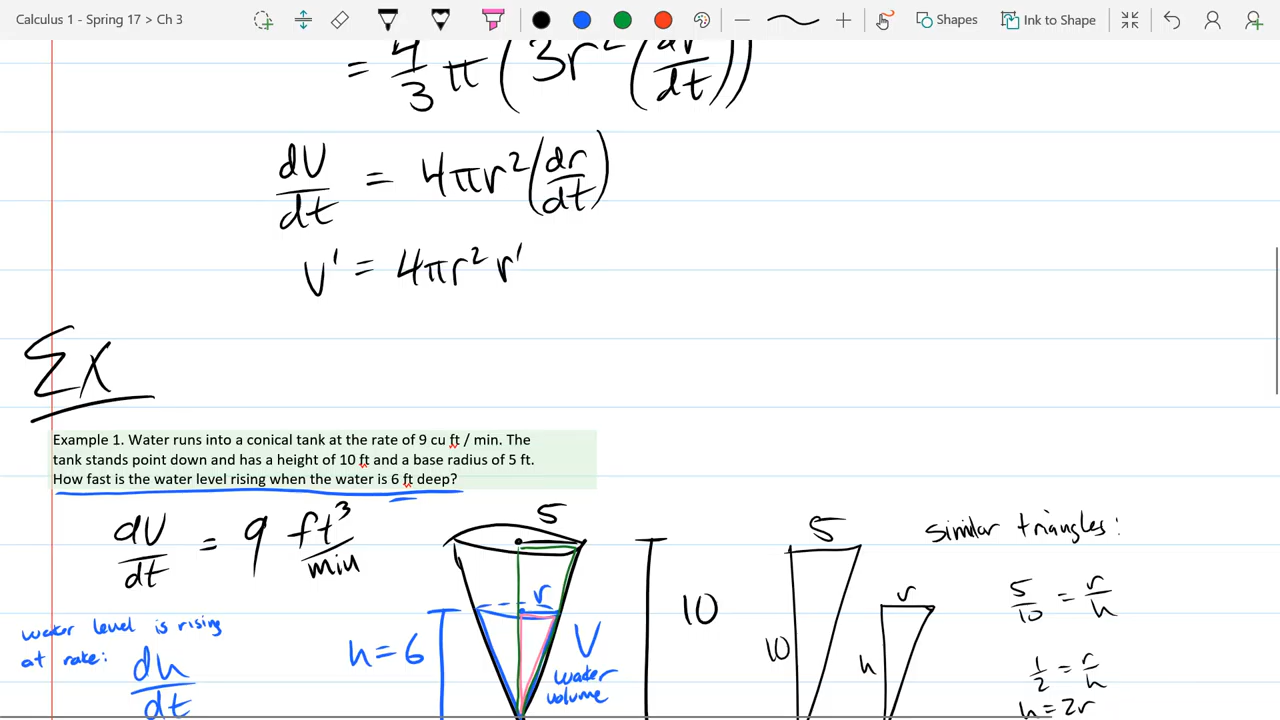 Calculus 1 - Spring 17 > Ch 3
Shapes
Ink to Shape
= 4/3 π (3r² (dr/dt))
dV/dt = 4πr² (dr/dt)
V' = 4πr² r'
Ex
Example 1. Water runs into a conical tank at the rate of 9 cu ft / min. The
tank stands point down and has a height of 10 ft and a base radius of 5 ft.
How fast is the water level rising when the water is 6 ft deep?
dV/dt = 9 ft³/min
water level is rising
at rate:
dh/dt
5
r
h = 6
V
water
volume
10
5
10
r
h
similar triangles:
5/10 = r/h
1/2 = r/h
h = 2r